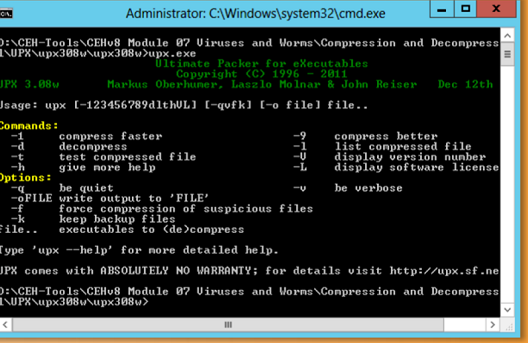 Administrator: C:\Windows\system32\cmd.exe
D:\CEH-Tools\CEHv8 Module 07 Viruses and Worms\Compression and Decompress
l\UPX\upx308w\upx308w>upx.exe
Ultimate Packer for eXecutables
Copyright (C) 1996 - 2011
UPX 3.08w Markus Oberhumer, Laszlo Molnar & John Reiser Dec 12th
Usage: upx [-123456789dlthVL] [-qvfk] [-o file] file..
Commands:
-1 compress faster -9 compress better
-d decompress -l list compressed file
-t test compressed file -V display version number
-h give more help -L display software license
Options:
-q be quiet -v be verbose
-oFILE write output to 'FILE'
-f force compression of suspicious files
-k keep backup files
file.. executables to (de)compress
Type 'upx --help' for more detailed help.
UPX comes with ABSOLUTELY NO WARRANTY; for details visit http://upx.sf.ne
D:\CEH-Tools\CEHv8 Module 07 Viruses and Worms\Compression and Decompress
l\UPX\upx308w\upx308w>